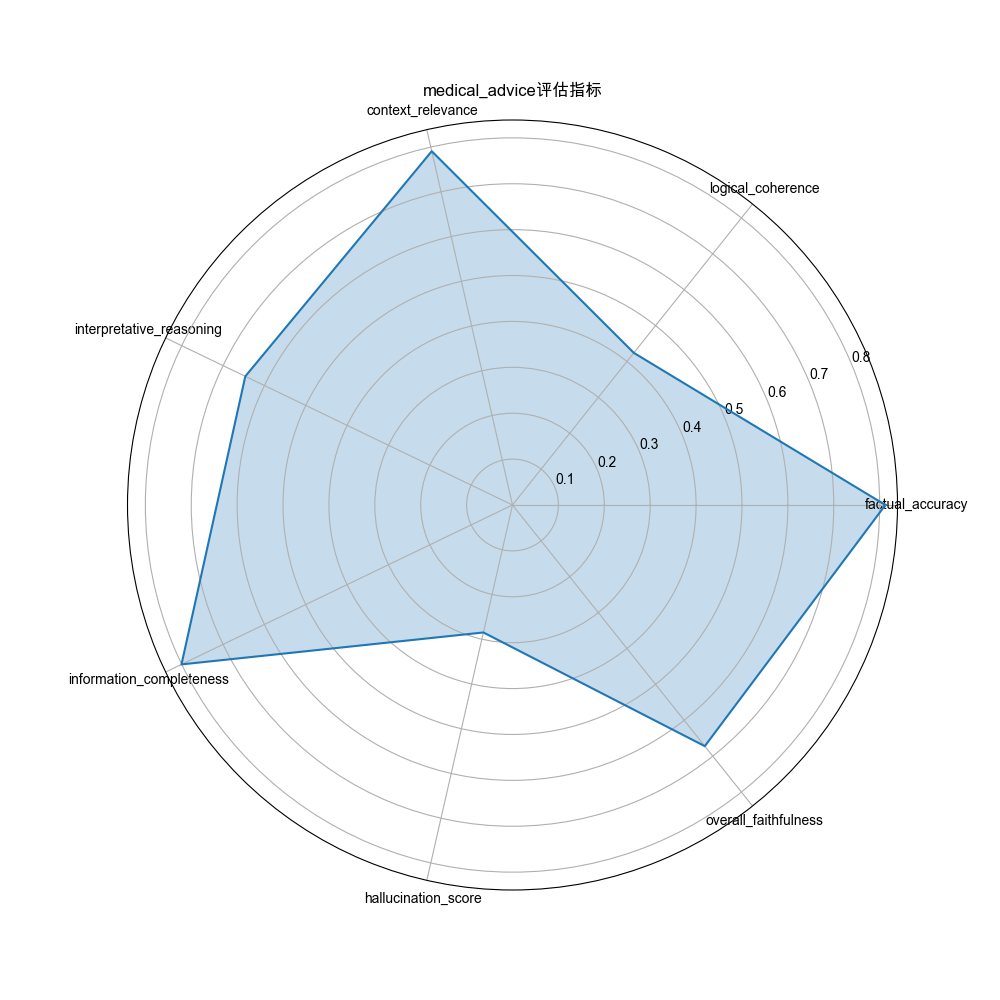 medical_advice评估指标
context_relevance
logical_coherence
interpretative_reasoning
0.8
0.7
0.6
0.5
0.4
0.3
0.2
0.1
factual_accuracy
information_completeness
overall_faithfulness
hallucination_score